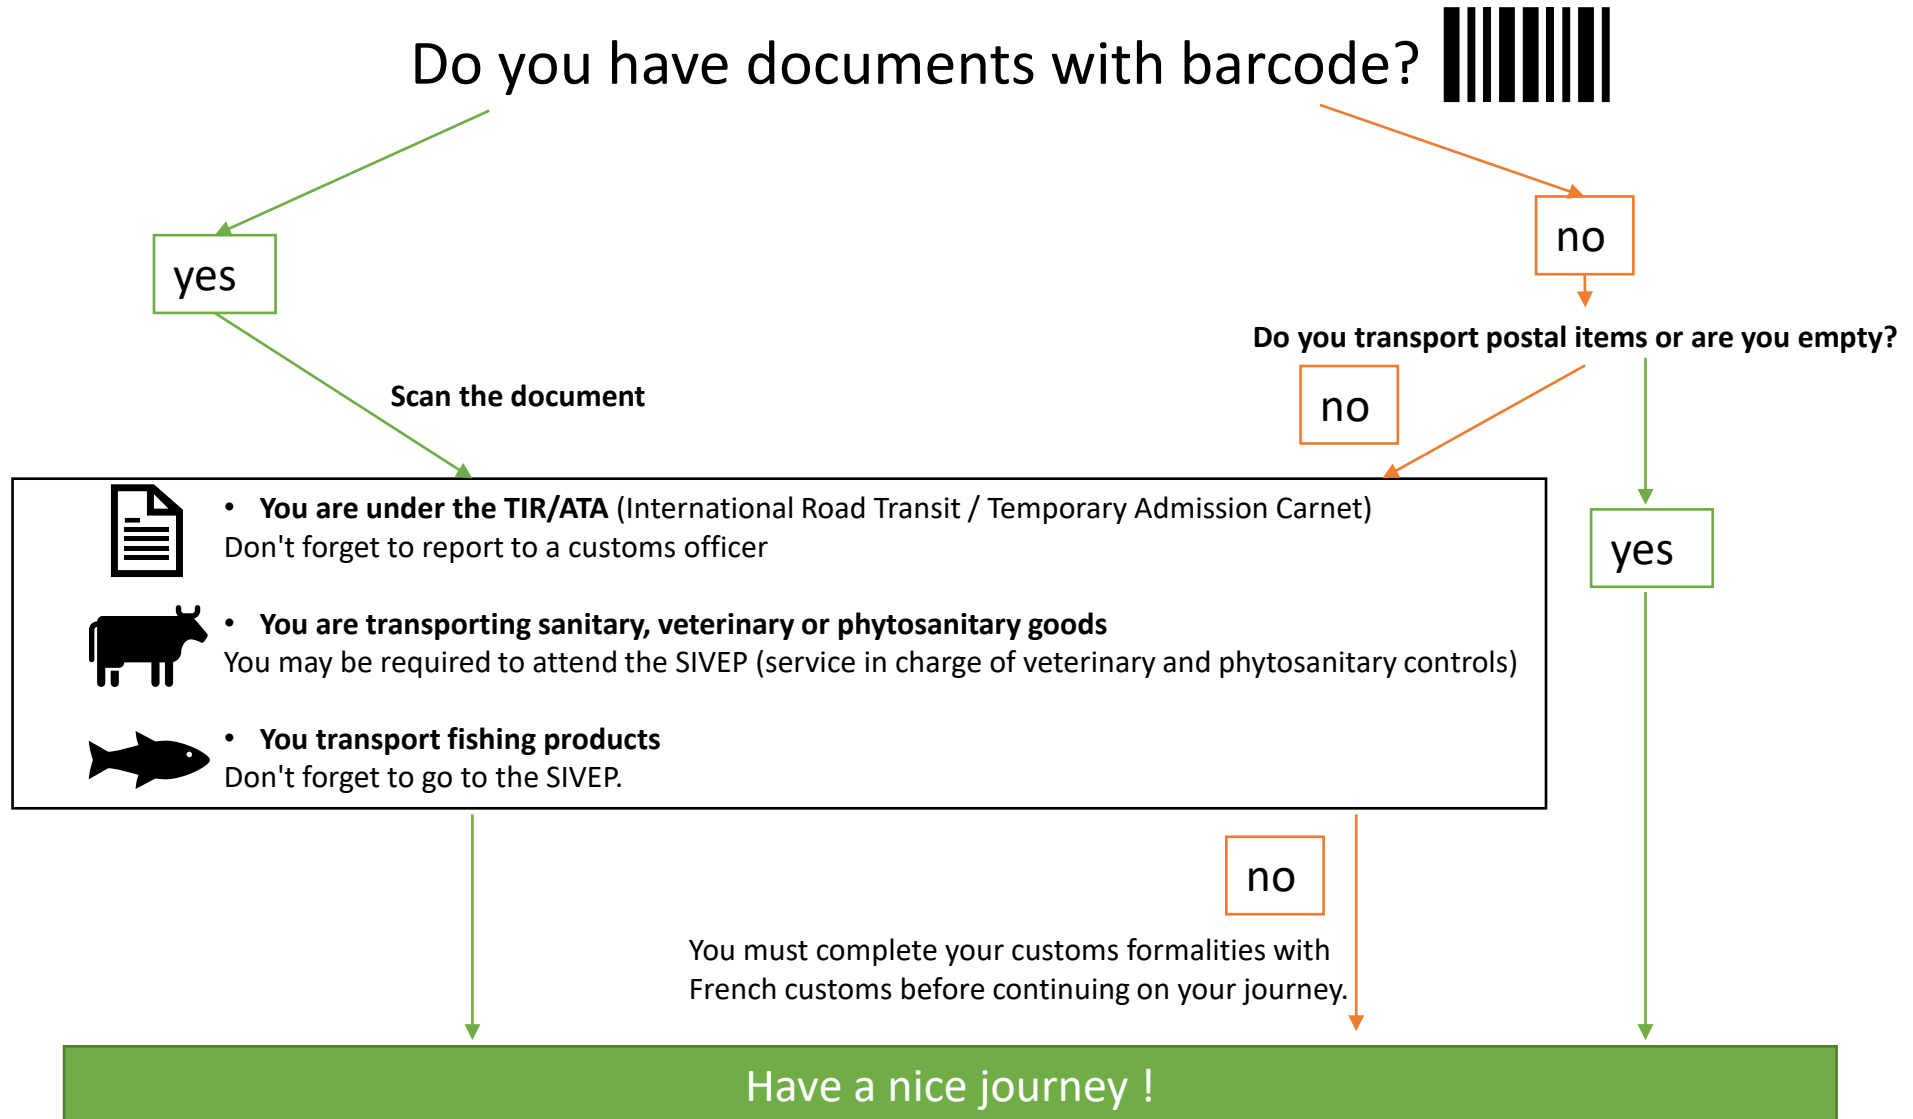 Do you have documents with barcode?
yes
no
Do you transport postal items or are you empty?
Scan the document
no
• You are under the TIR/ATA (International Road Transit / Temporary Admission Carnet)
Don't forget to report to a customs officer
yes
• You are transporting sanitary, veterinary or phytosanitary goods
You may be required to attend the SIVEP (service in charge of veterinary and phytosanitary controls)
• You transport fishing products
Don't forget to go to the SIVEP.
no
You must complete your customs formalities with
French customs before continuing on your journey.
Have a nice journey !